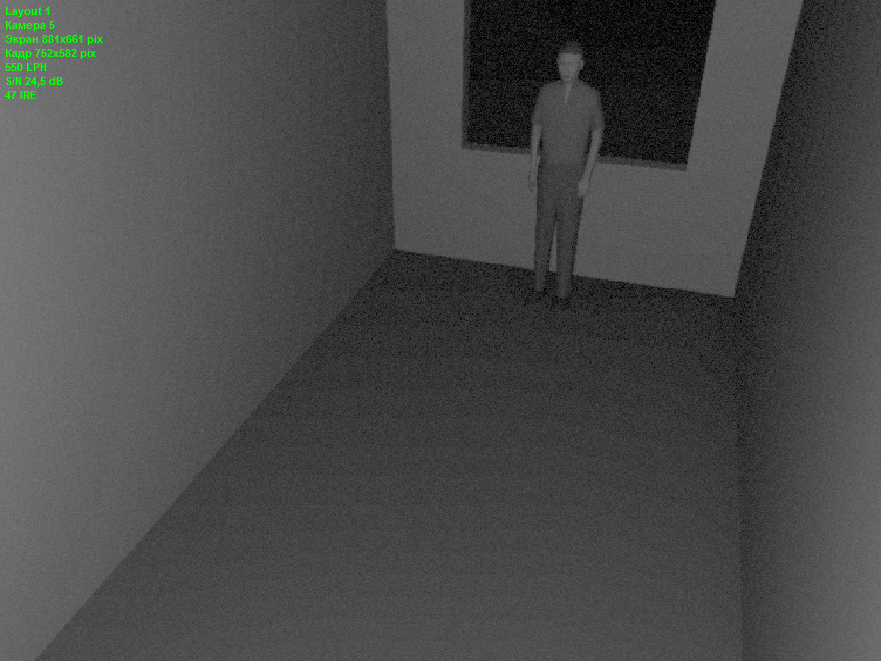 Layout 1
Камера 5
Экран 881x661 pix
Кадр 752x582 pix
550 LPH
S/N 24,5 dB
47 IRE